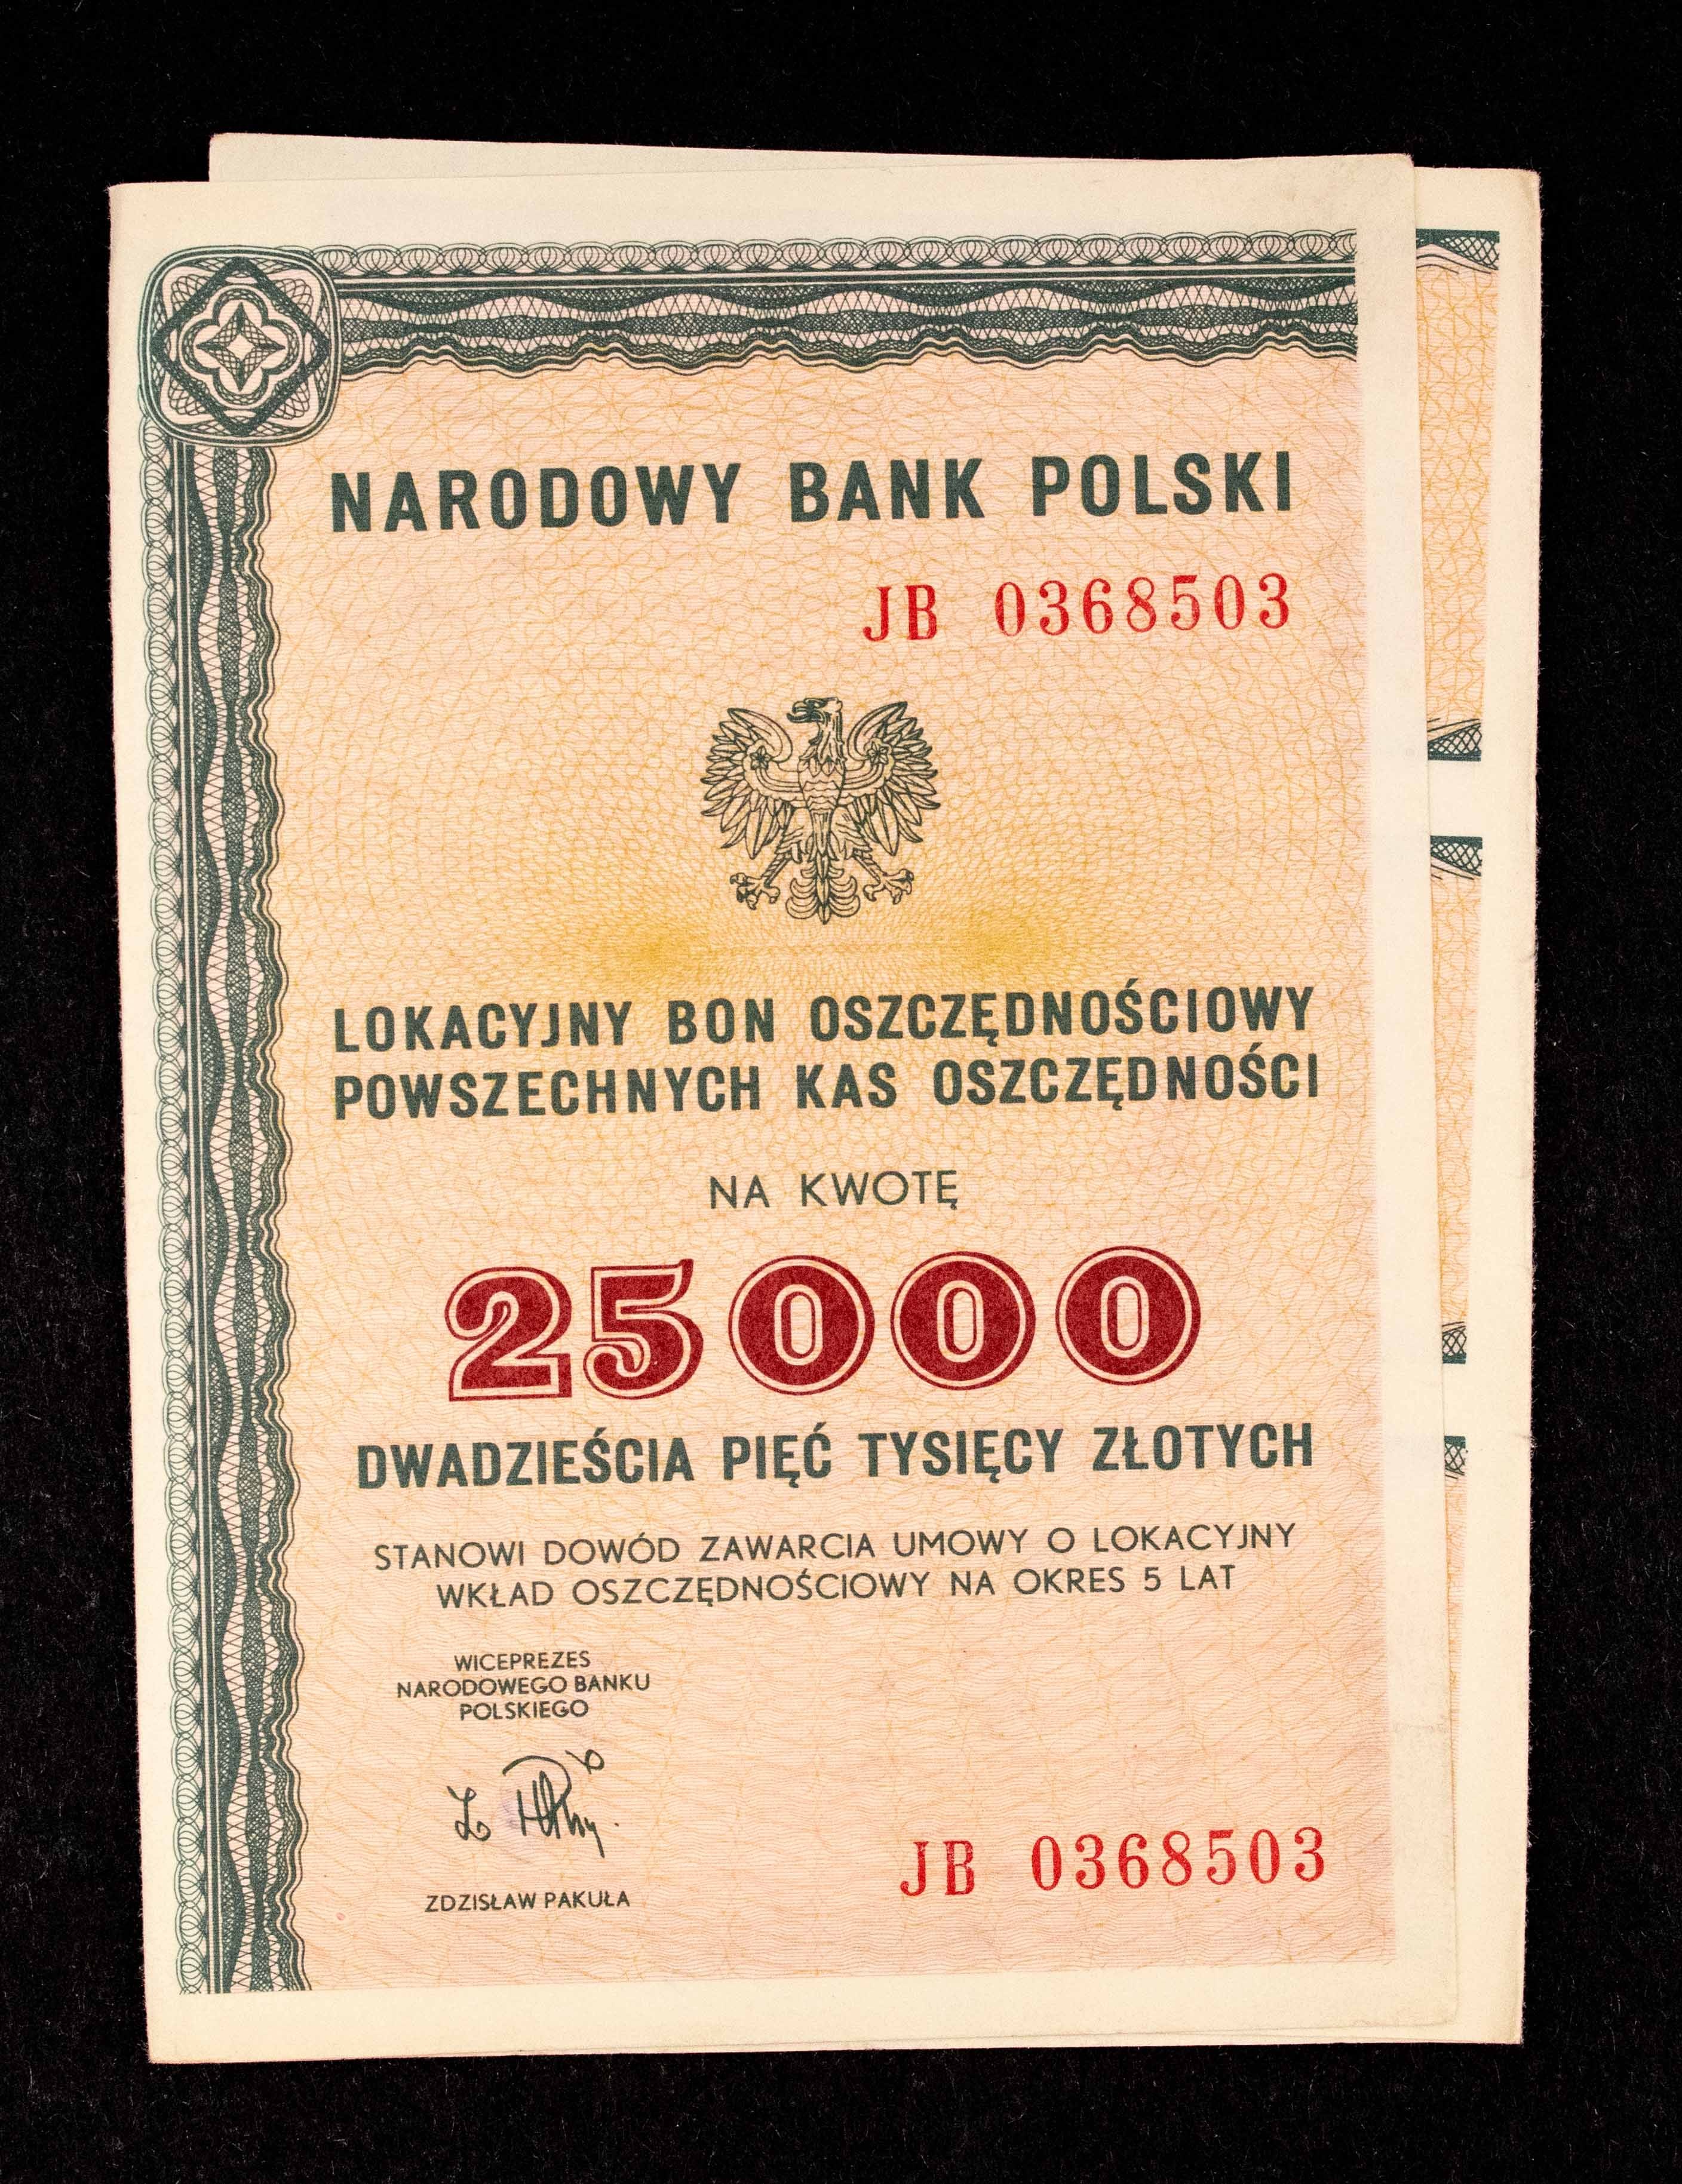 NARODOWY BANK POLSKI
JB 0368503
LOKACYJNY BON OSZCZĘDNOŚCIOWY
POWSZECHNYCH KAS OSZCZĘDNOŚCI
NA KWOTĘ
25000
DWADZIEŚCIA PIĘĆ TYSIĘCY ZŁOTYCH
STANOWI DOWÓD ZAWARCIA UMOWY O LOKACYJNY
WKŁAD OSZCZĘDNOŚCIOWY NA OKRES 5 LAT
WICEPREZES
NARODOWEGO BANKU
POLSKIEGO
ZDZISŁAW PAKUŁA
JB 0368503